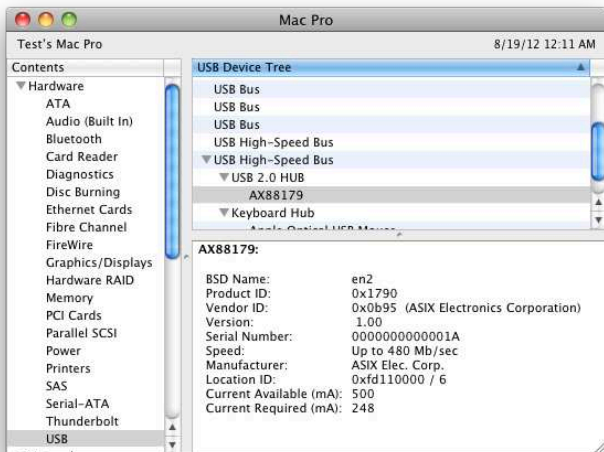 Mac Pro
Test's Mac Pro
8/19/12 12:11 AM
Contents
Hardware
ATA
Audio (Built In)
Bluetooth
Card Reader
Diagnostics
Disc Burning
Ethernet Cards
Fibre Channel
FireWire
Graphics/Displays
Hardware RAID
Memory
PCI Cards
Parallel SCSI
Power
Printers
SAS
Serial-ATA
Thunderbolt
USB
USB Device Tree
USB Bus
USB Bus
USB Bus
USB High-Speed Bus
USB High-Speed Bus
USB 2.0 HUB
AX88179
Keyboard Hub
Apple Optical USB Mouse
AX88179:
BSD Name: en2
Product ID: 0x1790
Vendor ID: 0x0b95 (ASIX Electronics Corporation)
Version: 1.00
Serial Number: 0000000000001A
Speed: Up to 480 Mb/sec
Manufacturer: ASIX Elec. Corp.
Location ID: 0xfd110000 / 6
Current Available (mA): 500
Current Required (mA): 248